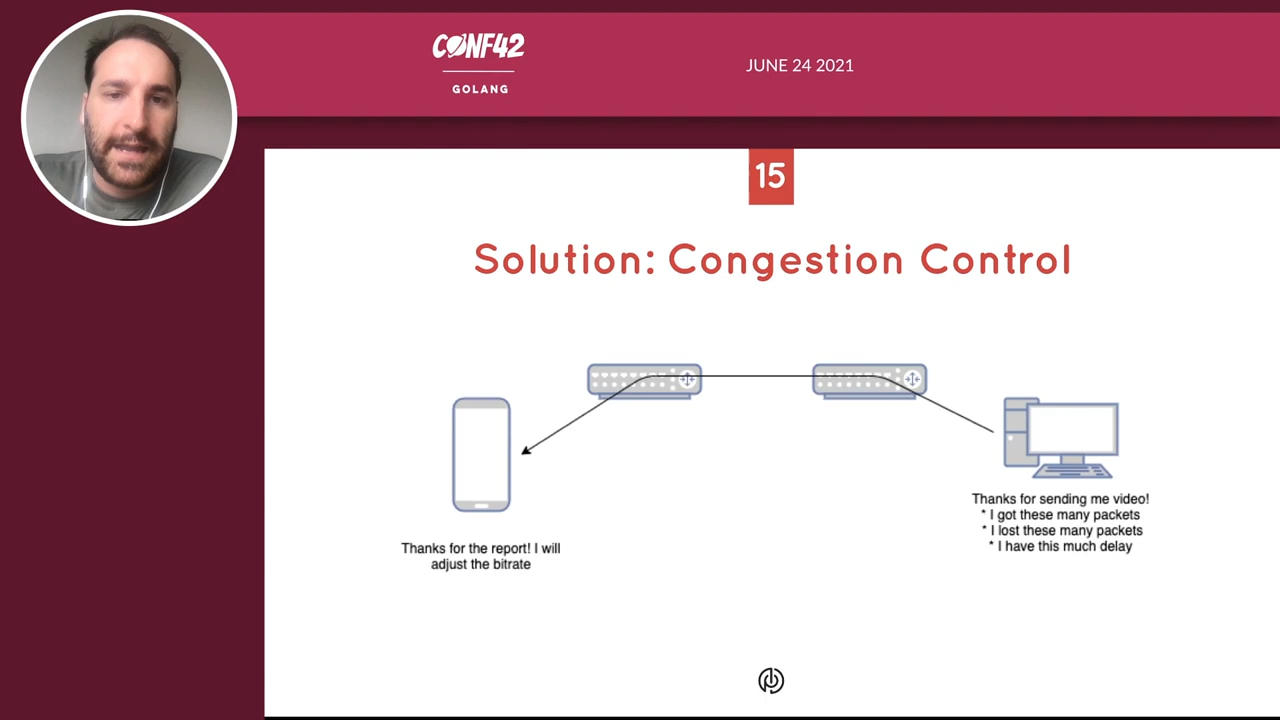 CONF42
GOLANG
JUNE 24 2021
15
Solution: Congestion Control
Thanks for sending me video!
* I got these many packets
* I lost these many packets
* I have this much delay
Thanks for the report! I will
adjust the bitrate